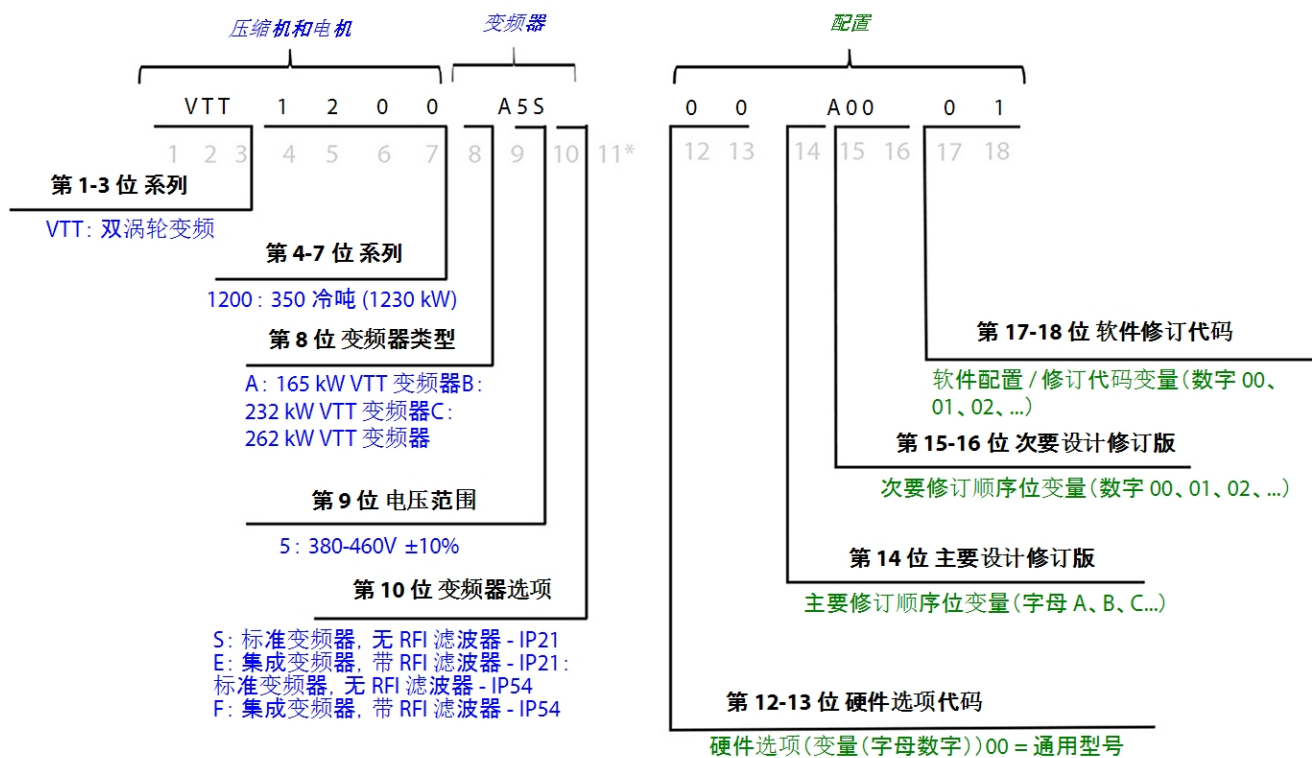 压缩机和电机 变频器 配置
VTT 1 2 0 0 A5S 0 0 A00 0 1
1 2 3 4 5 6 7 8 9 10 11* 12 13 14 15 16 17 18
第 1-3 位 系列
VTT: 双涡轮变频
第 4-7 位 系列
1200 : 350 冷吨 (1230 kW)
第 8 位 变频器类型
A: 165 kW VTT 变频器B:
232 kW VTT 变频器C:
262 kW VTT 变频器
第 9 位 电压范围
5 : 380-460V ±10%
第 10 位 变频器选项
S: 标准变频器, 无 RFI 滤波器 - IP21
E: 集成变频器, 带 RFI 滤波器 - IP21:
标准变频器, 无 RFI 滤波器 - IP54
F: 集成变频器, 带 RFI 滤波器 - IP54
第 17-18 位 软件修订代码
软件配置 / 修订代码变量(数字 00、
01、02、...)
第 15-16 位 次要设计修订版
次要修订顺序位变量(数字 00、01、02、...)
第 14 位 主要设计修订版
主要修订顺序位变量(字母 A、B、C...)
第 12-13 位 硬件选项代码
硬件选项(变量(字母数字))00 = 通用型号